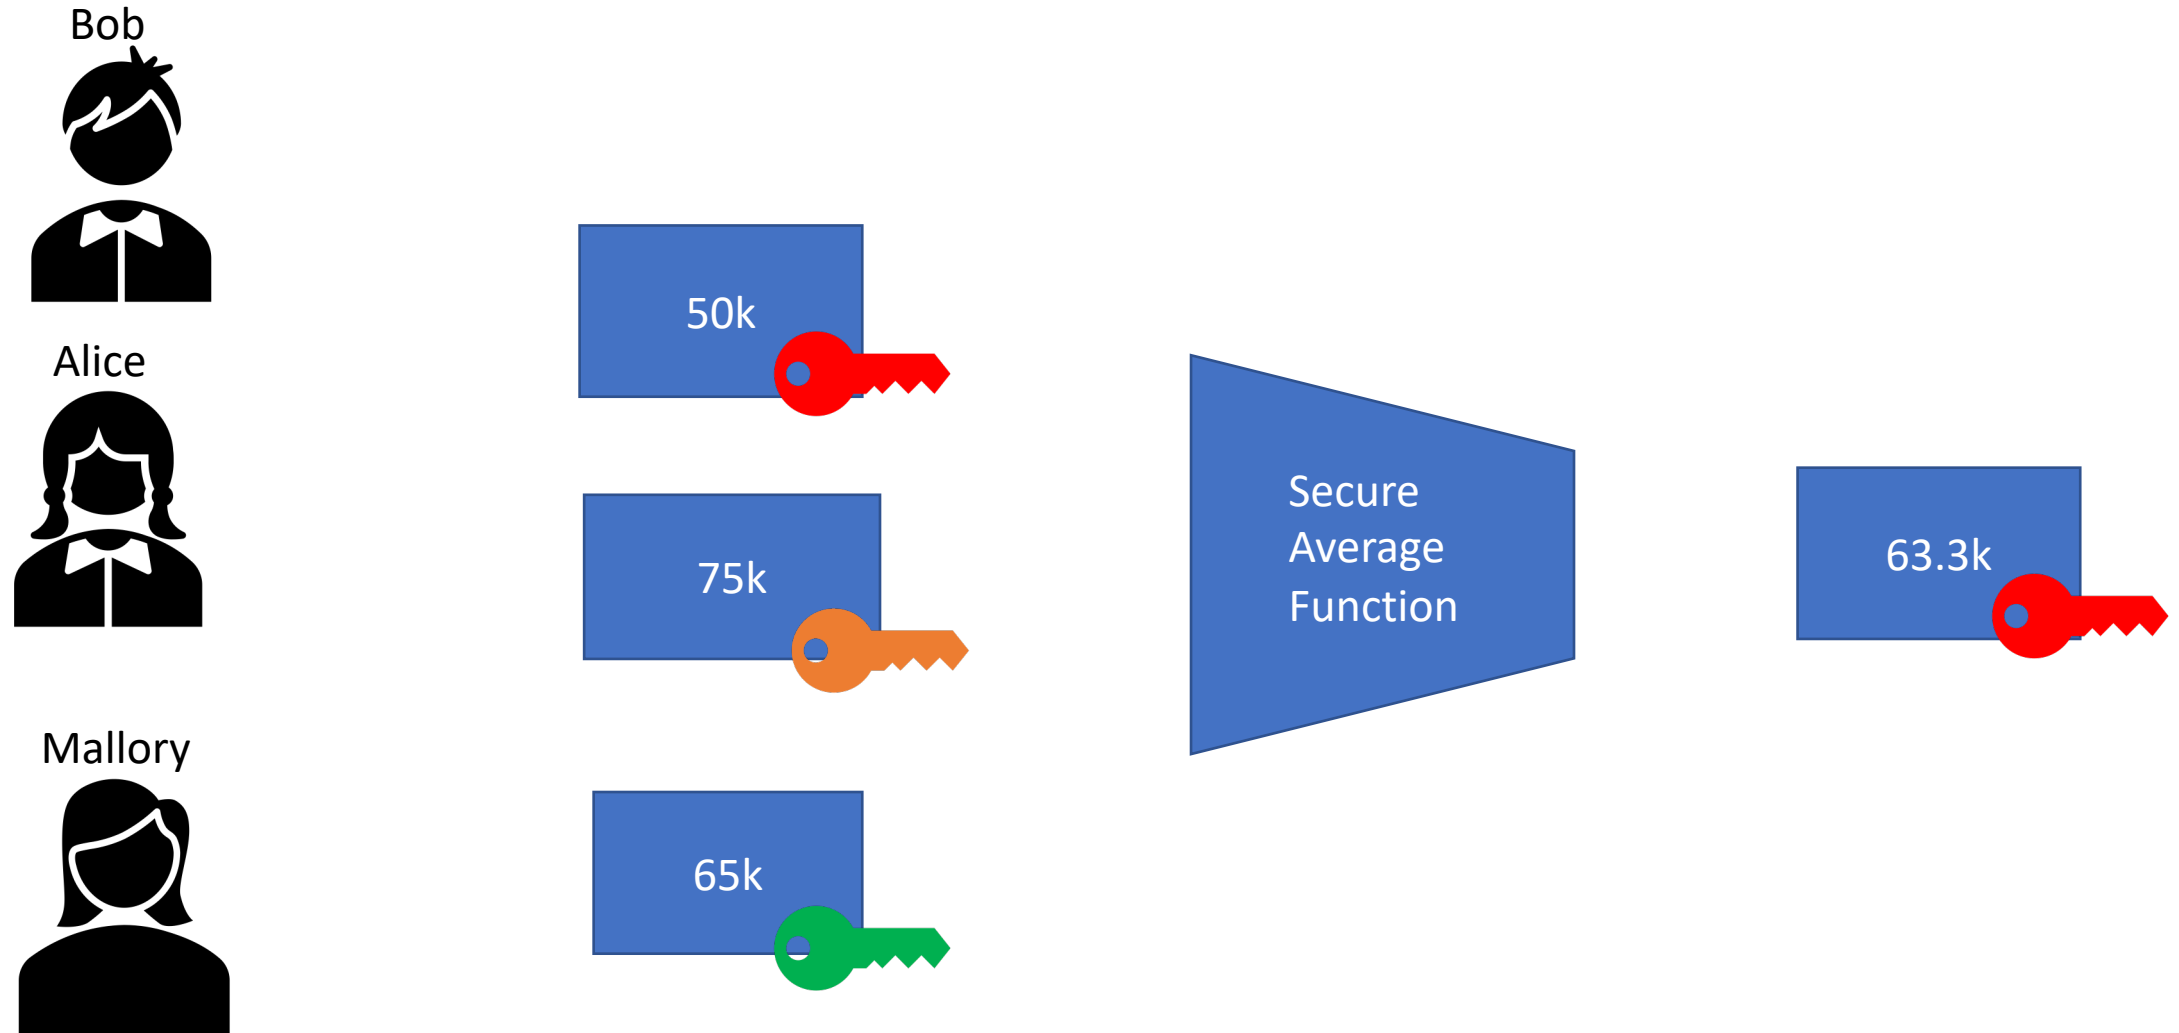 Bob
50k
Alice
75k
Mallory
65k
Secure
Average
Function
63.3k